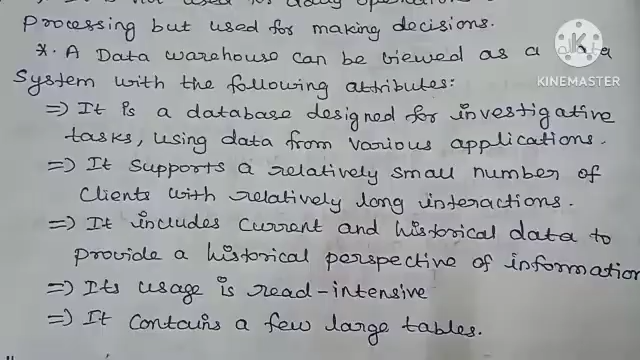 Processing but used for making decisions.
* A Data warehouse can be viewed as a
System with the following attributes:
=) It is a database designed for investigative
tasks, using data from various applications.
=) It supports a relatively small number of
Clients with relatively long interactions.
=) It includes current and historical data to
provide a historical perspective of information
=) Its usage is read-intensive
=) It contains a few large tables.
KINEMASTER